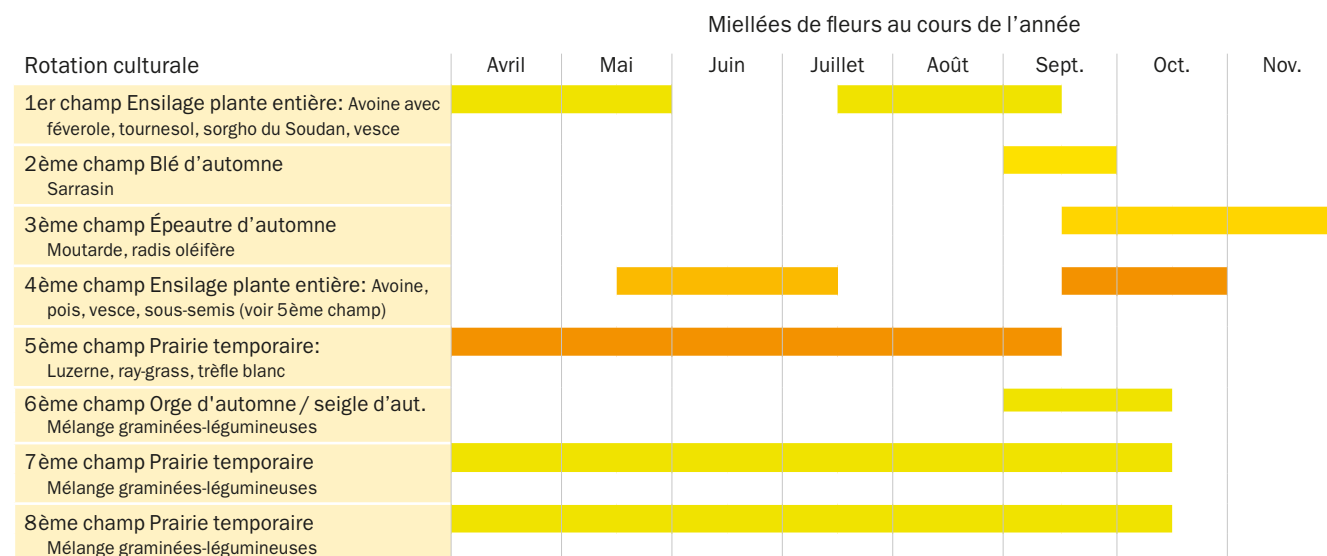 Miellées de fleurs au cours de l’année
Rotation culturale Avril Mai Juin Juillet Août Sept. Oct. Nov.
1er champ Ensilage plante entière: Avoine avec
féverole, tournesol, sorgho du Soudan, vesce
2ème champ Blé d’automne
Sarrasin
3ème champ Épeautre d’automne
Moutarde, radis oléifère
4ème champ Ensilage plante entière: Avoine,
pois, vesce, sous-semis (voir 5ème champ)
5ème champ Prairie temporaire:
Luzerne, ray-grass, trèfle blanc
6ème champ Orge d'automne / seigle d’aut.
Mélange graminées-légumineuses
7ème champ Prairie temporaire
Mélange graminées-légumineuses
8ème champ Prairie temporaire
Mélange graminées-légumineuses